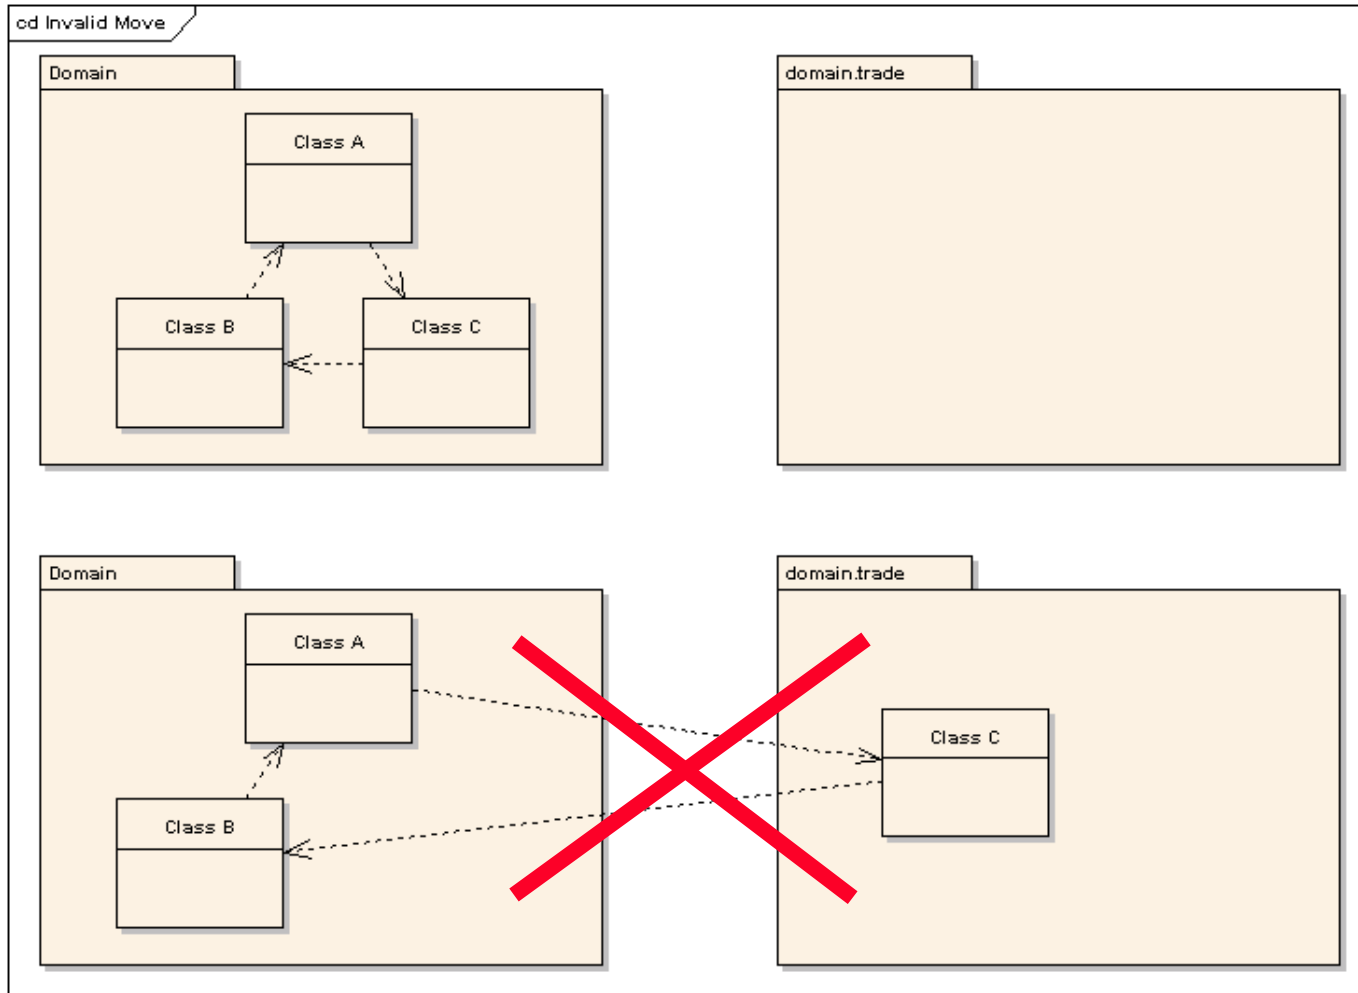 cd Invalid Move
Domain
domain.trade
Class A
Class B
Class C
Domain
domain.trade
Class A
Class C
Class B